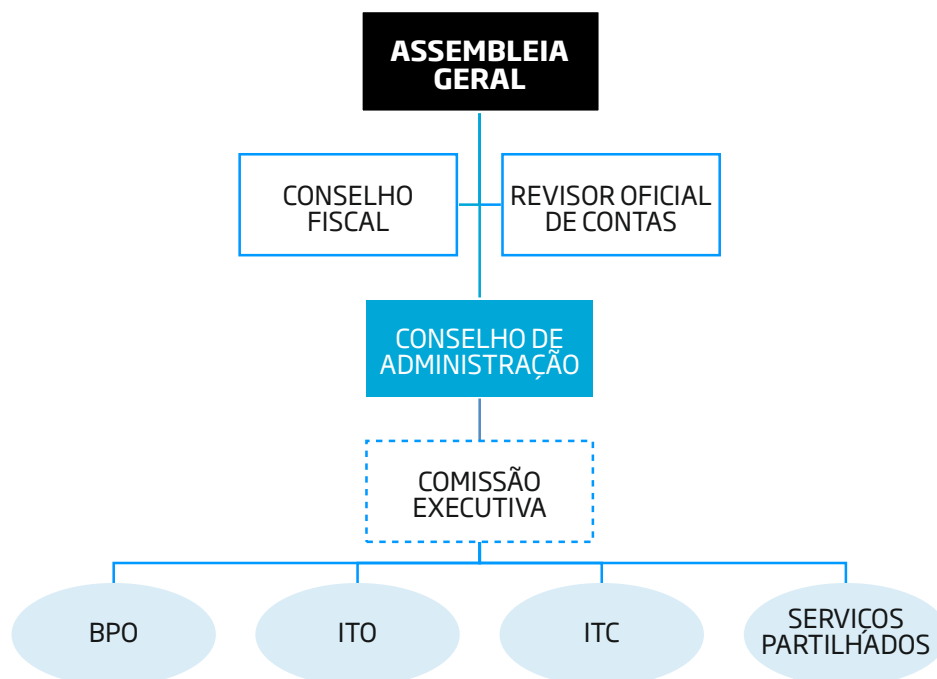 ASSEMBLEIA
GERAL
CONSELHO
FISCAL
REVISOR OFICIAL
DE CONTAS
CONSELHO DE
ADMINISTRAÇÃO
COMISSÃO
EXECUTIVA
BPO
ITO
ITC
SERVIÇOS
PARTILHADOS